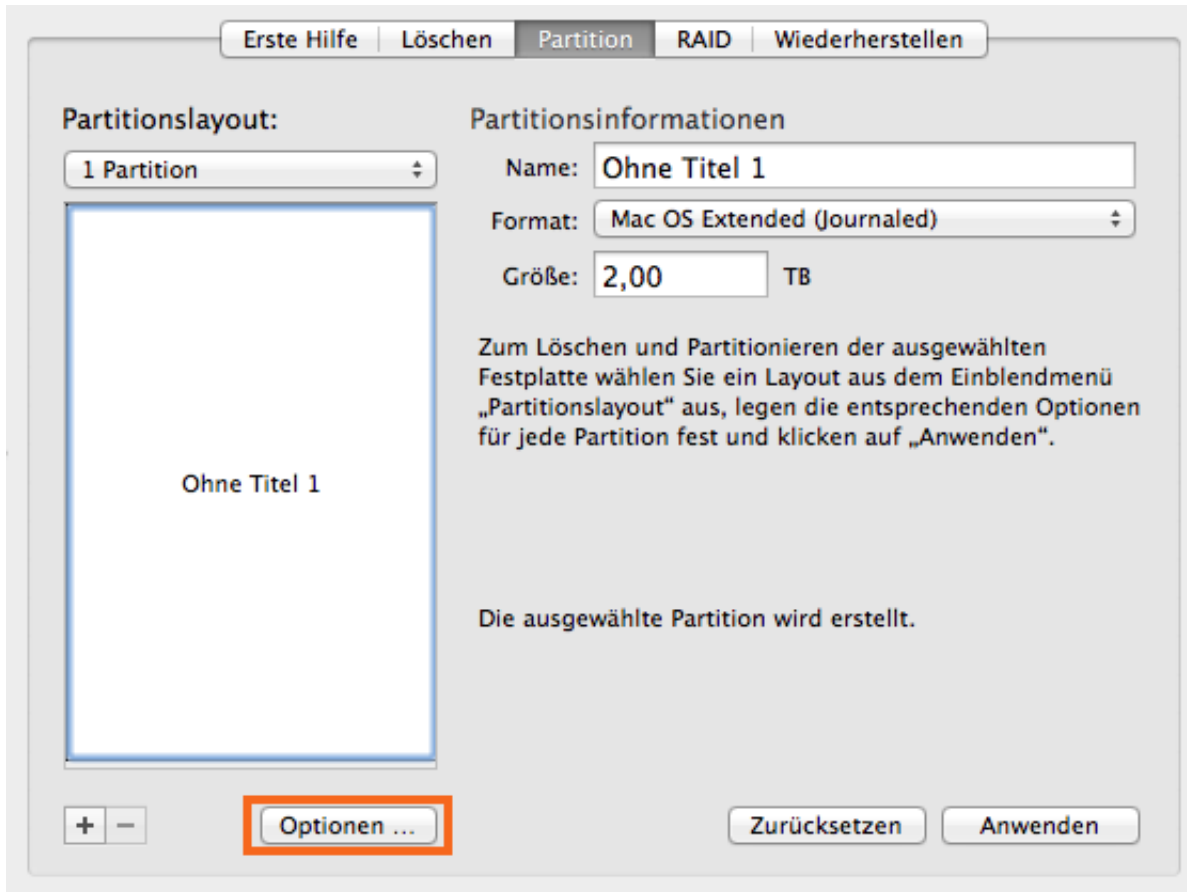 Erste Hilfe Löschen Partition RAID Wiederherstellen
Partitionslayout:
1 Partition
Ohne Titel 1
Partitionsinformationen
Name: Ohne Titel 1
Format: Mac OS Extended (Journaled)
Größe: 2,00 TB
Zum Löschen und Partitionieren der ausgewählten
Festplatte wählen Sie ein Layout aus dem Einblendmenü
„Partitionslayout“ aus, legen die entsprechenden Optionen
für jede Partition fest und klicken auf „Anwenden“.
Die ausgewählte Partition wird erstellt.
+ − Optionen ... Zurücksetzen Anwenden